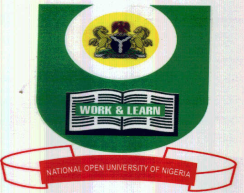 WORK & LEARN
NATIONAL OPEN UNIVERSITY OF NIGERIA